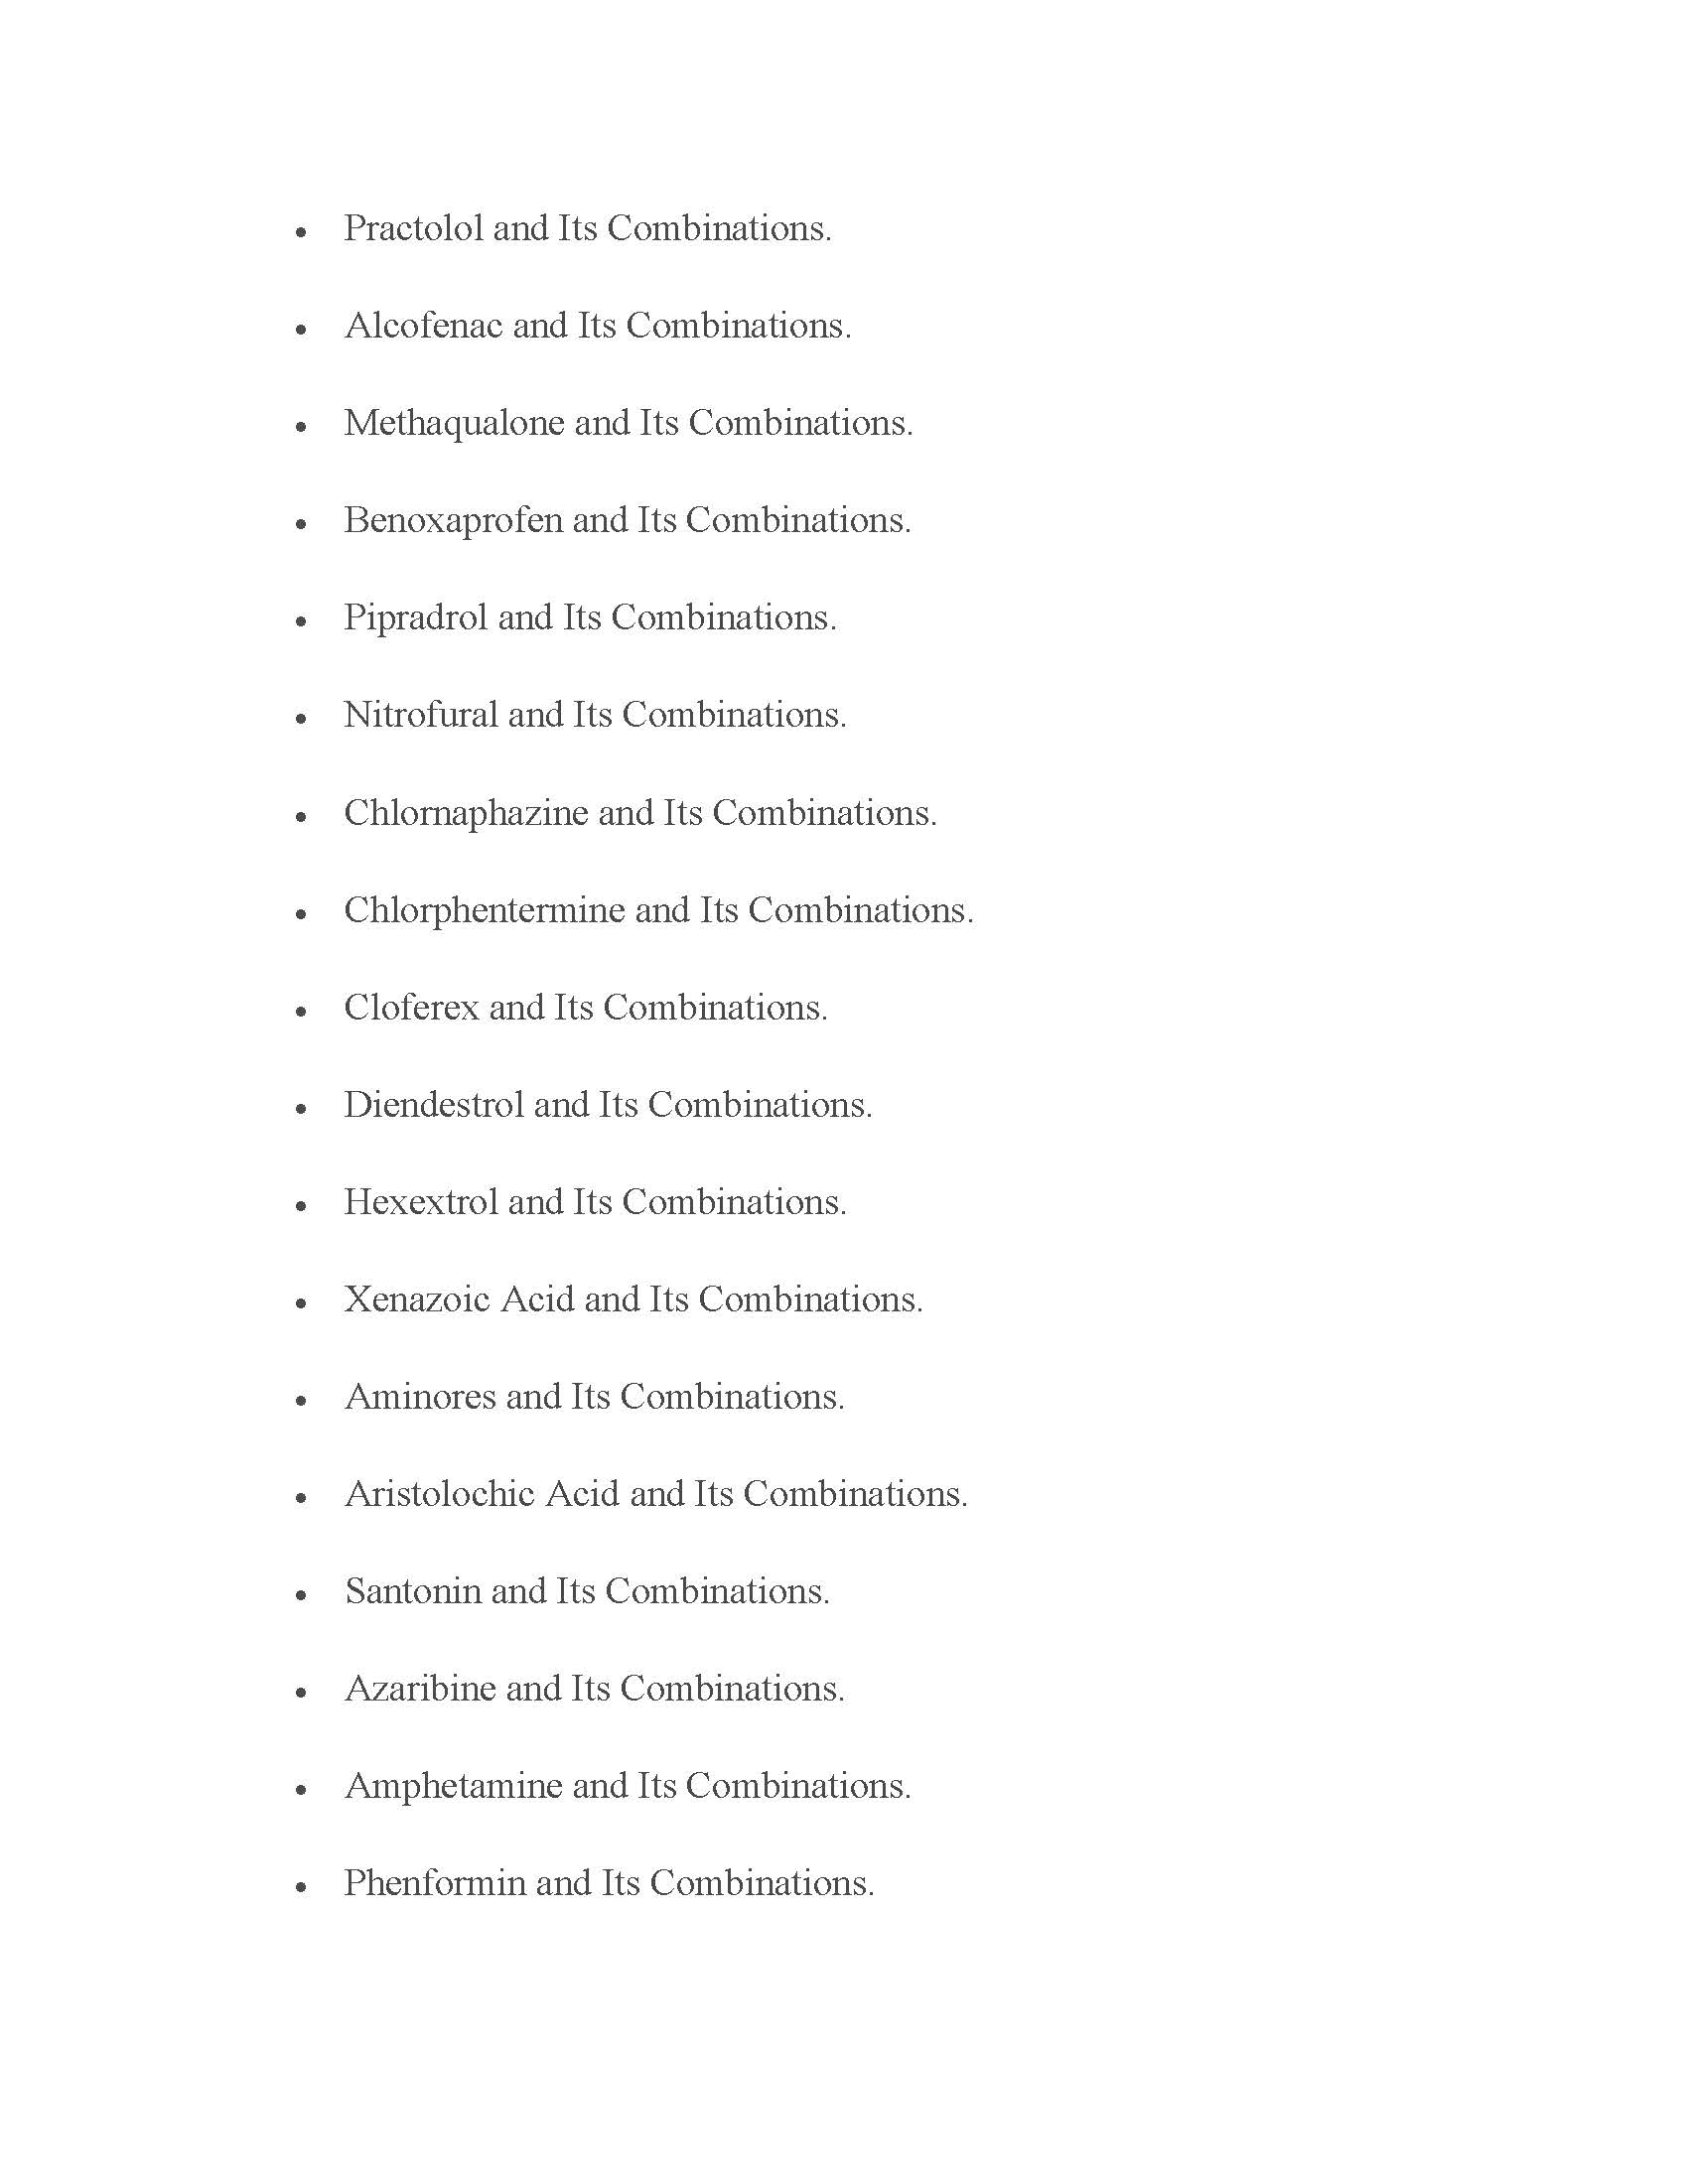 • Practolol and Its Combinations.
• Alcofenac and Its Combinations.
• Methaqualone and Its Combinations.
• Benoxaprofen and Its Combinations.
• Pipradrol and Its Combinations.
• Nitrofural and Its Combinations.
• Chlornaphazine and Its Combinations.
• Chlorphentermine and Its Combinations.
• Cloferex and Its Combinations.
• Diendestrol and Its Combinations.
• Hexextrol and Its Combinations.
• Xenazoic Acid and Its Combinations.
• Aminores and Its Combinations.
• Aristolochic Acid and Its Combinations.
• Santonin and Its Combinations.
• Azaribine and Its Combinations.
• Amphetamine and Its Combinations.
• Phenformin and Its Combinations.